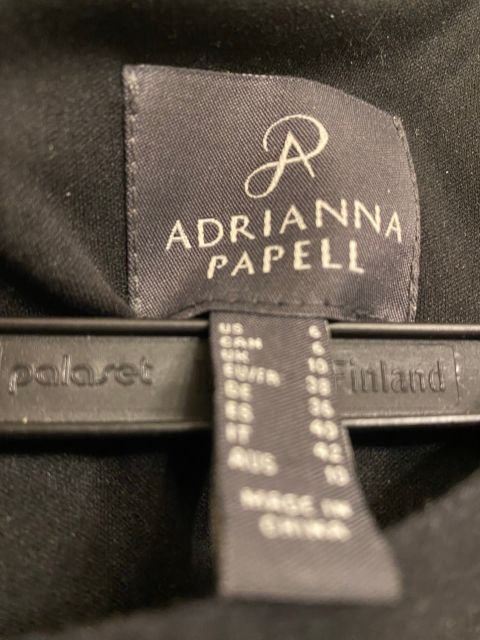 ADRIANNA
PAPELL
palaset
Finland
US 6
CAN 6
UK 10
EU/FR 38
DE 36
ES
IT 42
AUS 10
MADE IN
CHINA